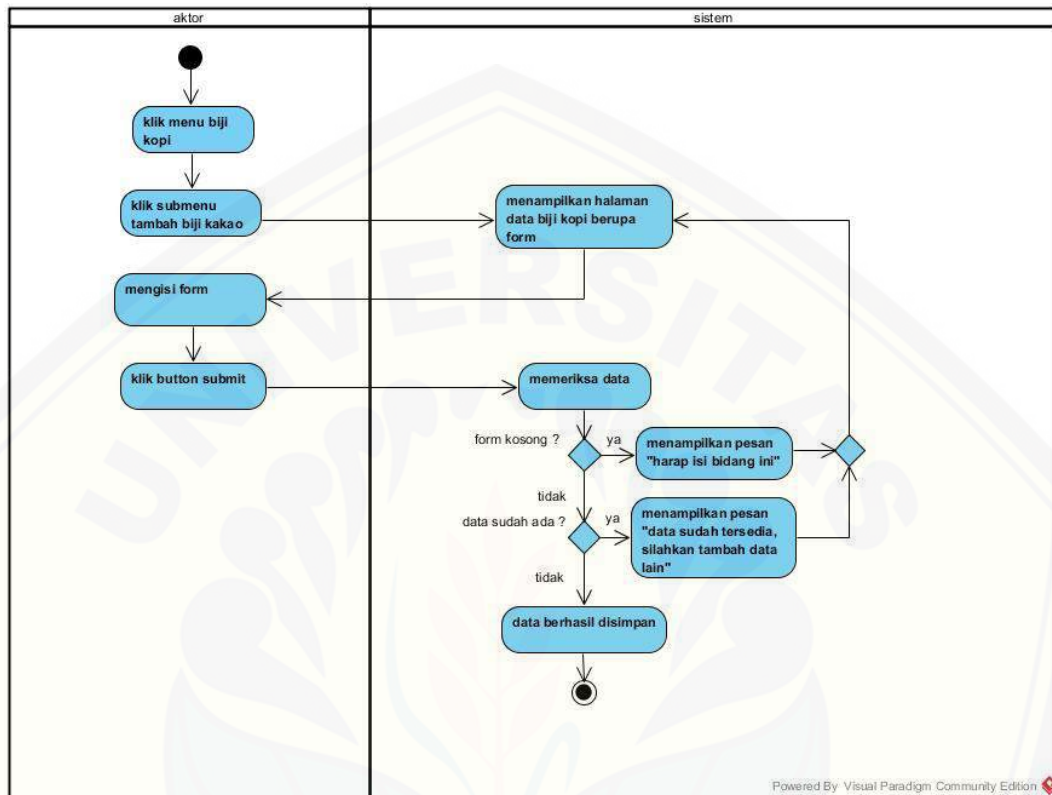 aktor
sistem
klik menu biji
kopi
klik submenu
tambah biji kakao
menampilkan halaman
data biji kopi berupa
form
mengisi form
klik button submit
memeriksa data
form kosong ?
ya
menampilkan pesan
"harap isi bidang ini"
tidak
data sudah ada ?
ya
menampilkan pesan
"data sudah tersedia,
silahkan tambah data
lain"
tidak
data berhasil disimpan
UNIVERSITAS
Powered By Visual Paradigm Community Edition